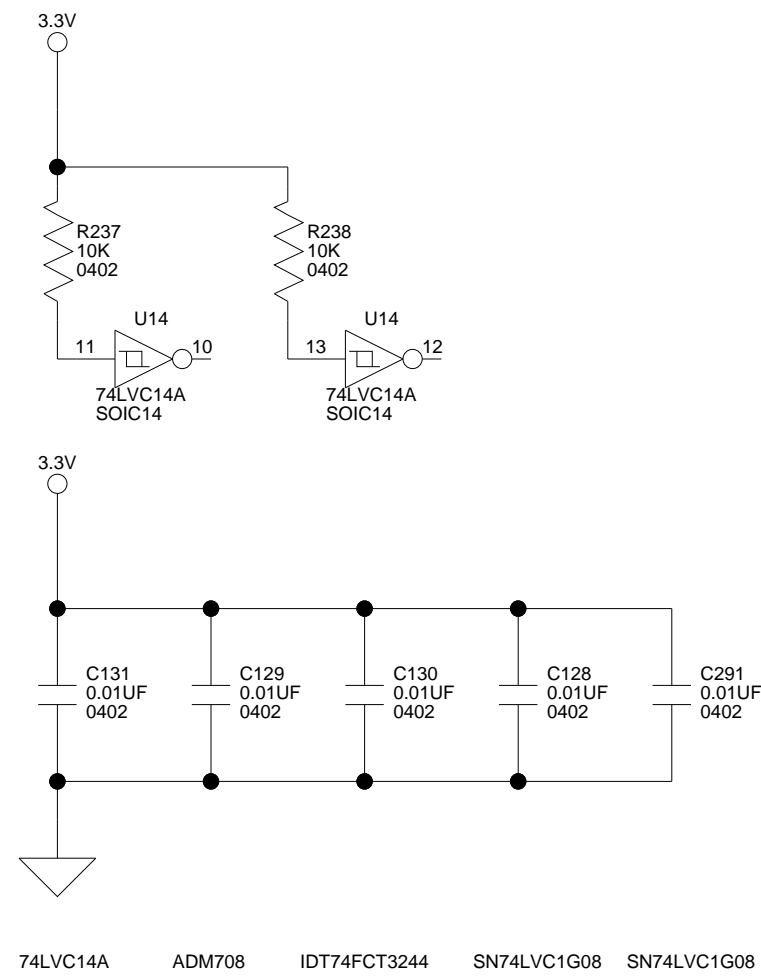 3.3V
R237
10K
0402
R238
10K
0402
U14
11
10
74LVC14A
SOIC14
U14
13
12
74LVC14A
SOIC14
3.3V
C131
0.01UF
0402
C129
0.01UF
0402
C130
0.01UF
0402
C128
0.01UF
0402
C291
0.01UF
0402
74LVC14A
ADM708
IDT74FCT3244
SN74LVC1G08
SN74LVC1G08